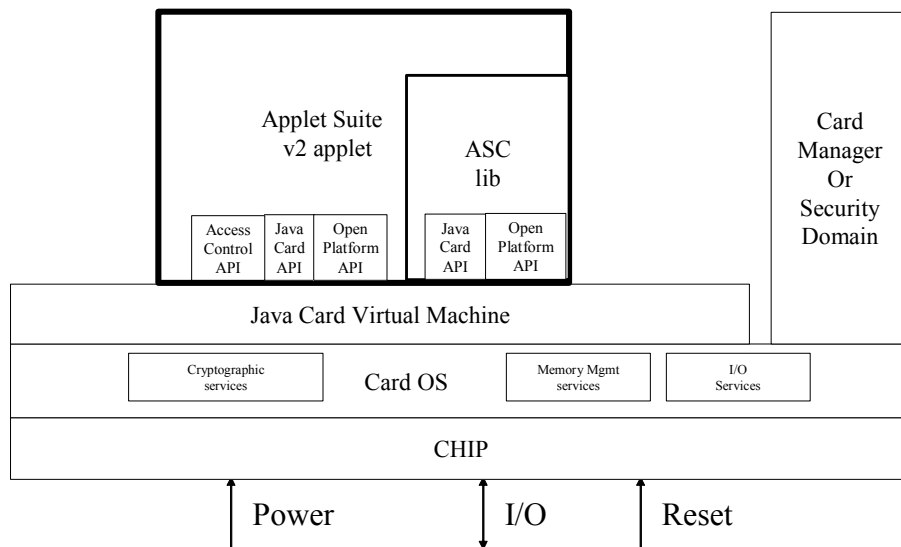 Applet Suite
v2 applet
ASC
lib
Card
Manager
Or
Security
Domain
Access
Control
API
Java
Card
API
Open
Platform
API
Java
Card
API
Open
Platform
API
Java Card Virtual Machine
Cryptographic
services
Card OS
Memory Mgmt
services
I/O
Services
CHIP
Power
I/O
Reset